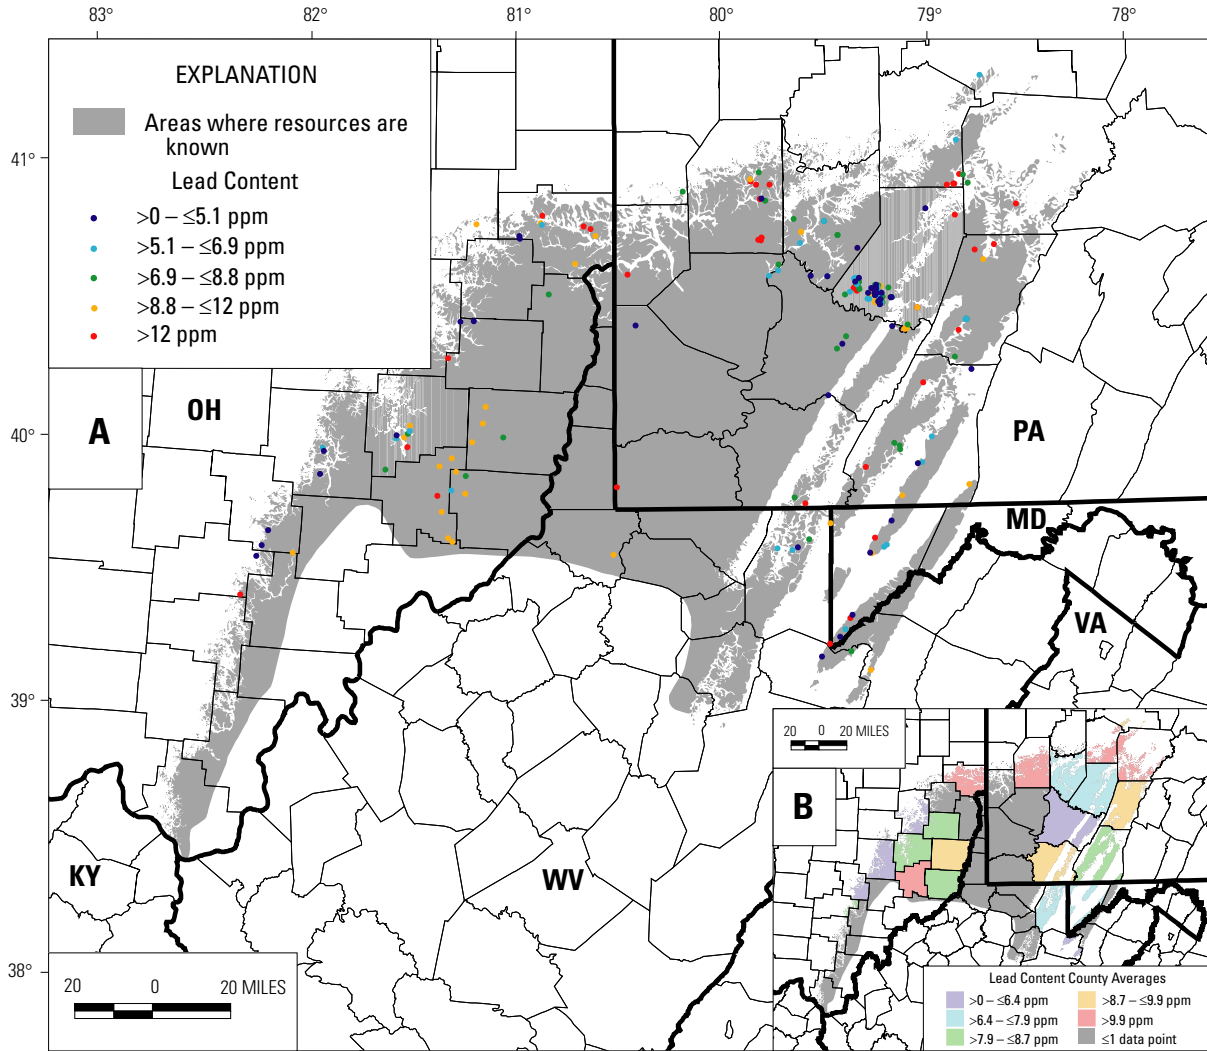 83° 82° 81° 80° 79° 78°
EXPLANATION
Areas where resources are
known
Lead Content
>0 – ≤5.1 ppm
>5.1 – ≤6.9 ppm
>6.9 – ≤8.8 ppm
>8.8 – ≤12 ppm
>12 ppm
41°
40°
39°
38°
A
OH
PA
MD
VA
WV
KY
20 0 20 MILES
20 0 20 MILES
B
Lead Content County Averages
>0 – ≤6.4 ppm
>6.4 – ≤7.9 ppm
>7.9 – ≤8.7 ppm
>8.7 – ≤9.9 ppm
>9.9 ppm
≤1 data point